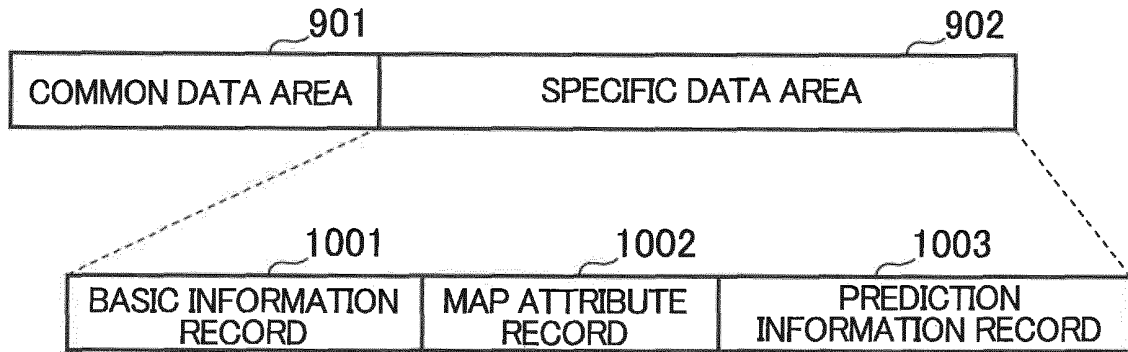 901 902
COMMON DATA AREA SPECIFIC DATA AREA
1001 1002 1003
BASIC INFORMATION RECORD MAP ATTRIBUTE RECORD PREDICTION INFORMATION RECORD